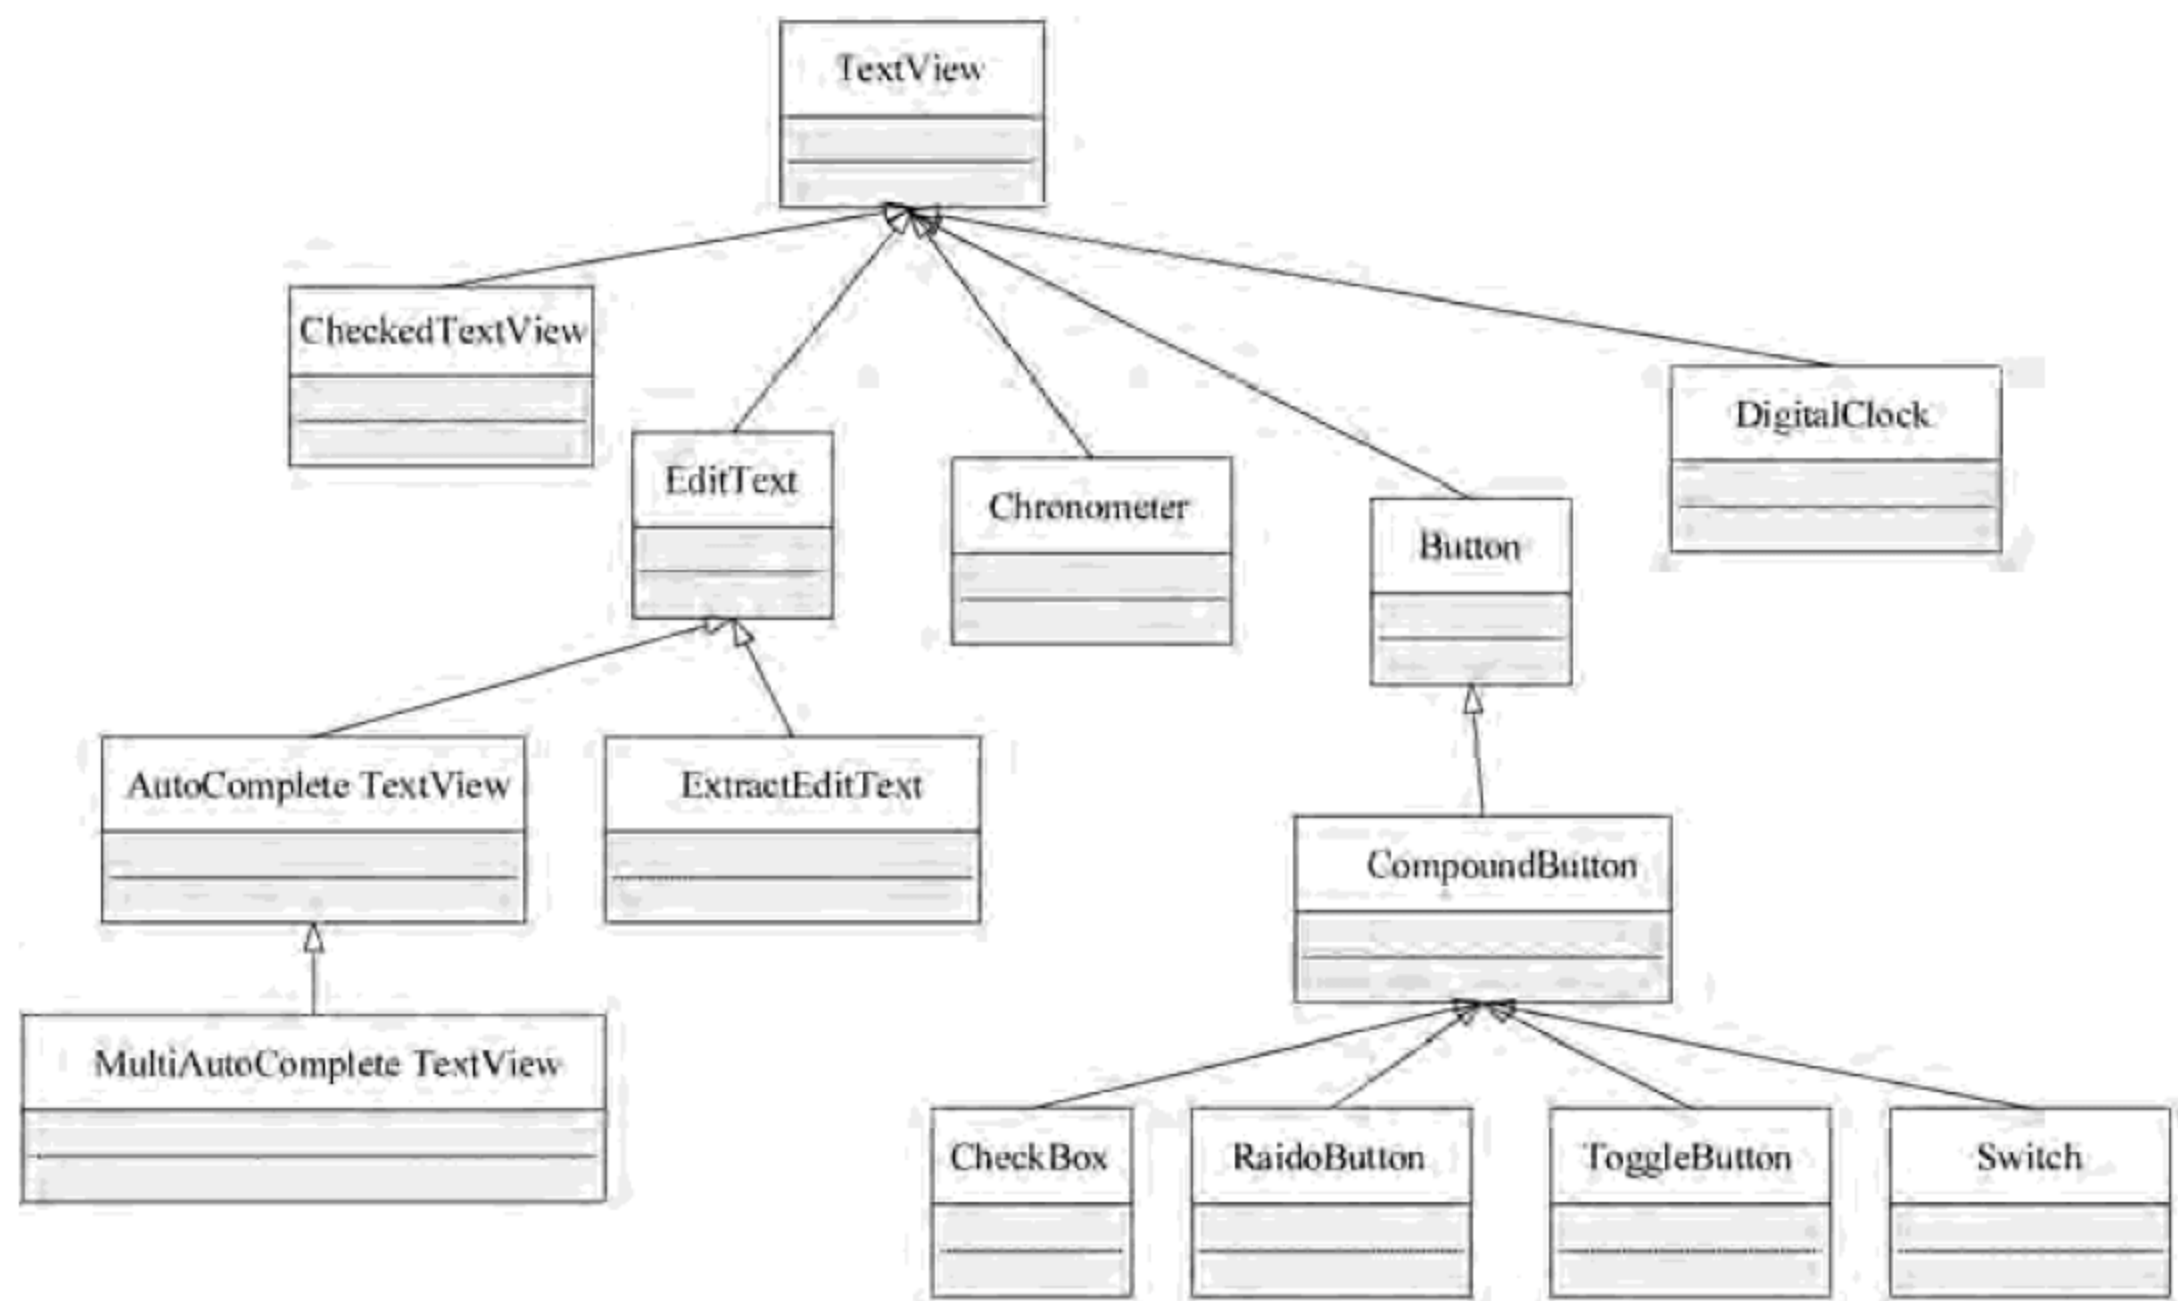 TextView
CheckedTextView
DigitalClock
EditText
Chronometer
Button
AutoComplete TextView
ExtractEditText
CompoundButton
MultiAutoComplete TextView
CheckBox
RaidoButton
ToggleButton
Switch